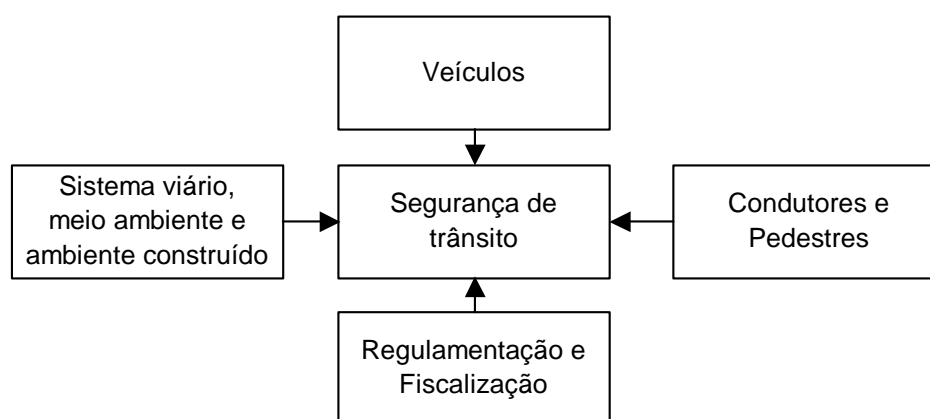 Veículos
Sistema viário,
meio ambiente e
ambiente construído
Segurança de
trânsito
Condutores e
Pedestres
Regulamentação e
Fiscalização